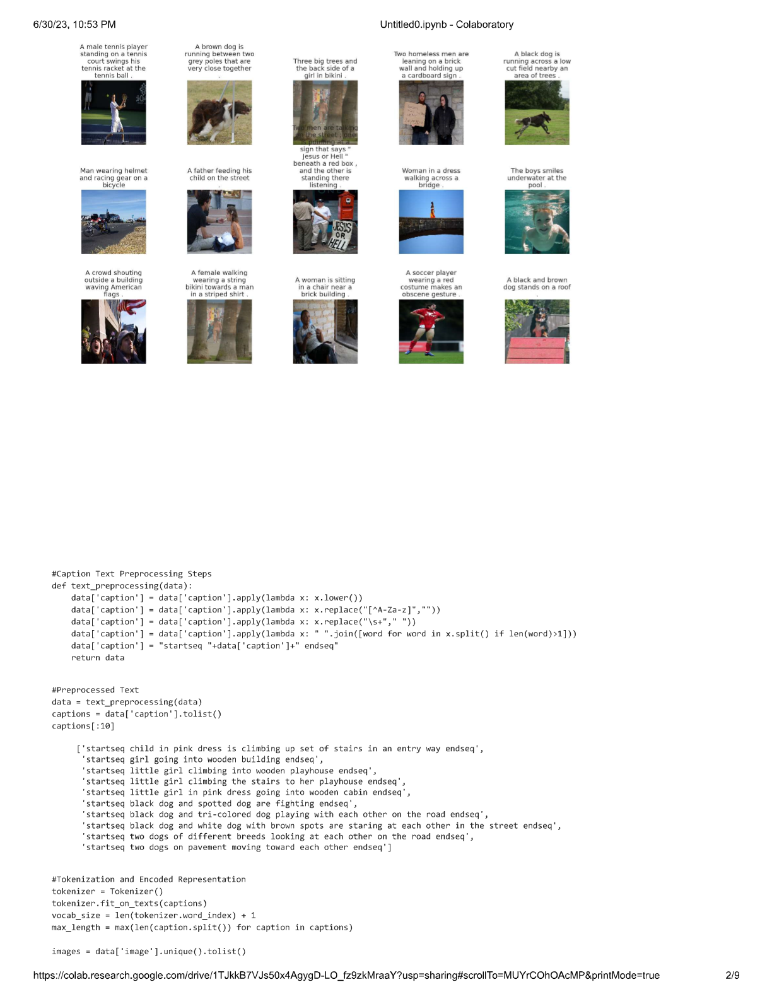 6/30/23, 10:53 PM
Untitled0.ipynb - Colaboratory
A male tennis player
standing on a tennis
court swings his
tennis racket at the
tennis ball .
A brown dog is
running between two
grey poles that are
very close together
.
Three big trees and
the back side of a
girl in bikini .
Two homeless men are
leaning on a brick
wall and holding up
a cardboard sign .
A black dog is
running across a low
cut field nearby an
area of trees .
Man wearing helmet
and racing gear on a
bicycle
A father feeding his
child on the street
.
Two men are talking
on the street ; one
is pointing at a
sign that says "
Jesus or Hell "
beneath a red box ,
and the other is
standing there
listening .
JESUS
OR
HELL
Woman in a dress
walking across a
bridge .
The boys smiles
underwater at the
pool .
A crowd shouting
outside a building
waving American
flags .
A female walking
wearing a string
bikini towards a man
in a striped shirt .
A woman is sitting
in a chair near a
brick building .
A soccer player
wearing a red
costume makes an
obscene gesture .
A black and brown
dog stands on a roof
.
#Caption Text Preprocessing Steps
def text_preprocessing(data):
    data['caption'] = data['caption'].apply(lambda x: x.lower())
    data['caption'] = data['caption'].apply(lambda x: x.replace("[^A-Za-z]",""))
    data['caption'] = data['caption'].apply(lambda x: x.replace("\s+"," "))
    data['caption'] = data['caption'].apply(lambda x: " ".join([word for word in x.split() if len(word)>1]))
    data['caption'] = "startseq "+data['caption']+" endseq"
    return data
#Preprocessed Text
data = text_preprocessing(data)
captions = data['caption'].tolist()
captions[:10]
['startseq child in pink dress is climbing up set of stairs in an entry way endseq',
'startseq girl going into wooden building endseq',
'startseq little girl climbing into wooden playhouse endseq',
'startseq little girl climbing the stairs to her playhouse endseq',
'startseq little girl in pink dress going into wooden cabin endseq',
'startseq black dog and spotted dog are fighting endseq',
'startseq black dog and tri-colored dog playing with each other on the road endseq',
'startseq black dog and white dog with brown spots are staring at each other in the street endseq',
'startseq two dogs of different breeds looking at each other on the road endseq',
'startseq two dogs on pavement moving toward each other endseq']
#Tokenization and Encoded Representation
tokenizer = Tokenizer()
tokenizer.fit_on_texts(captions)
vocab_size = len(tokenizer.word_index) + 1
max_length = max(len(caption.split()) for caption in captions)
images = data['image'].unique().tolist()
https://colab.research.google.com/drive/1TJkkB7VJs50x4AgygD-LO_fz9zkMraaY?usp=sharing#scrollTo=MUYrCOhOAcMP&printMode=true
2/9